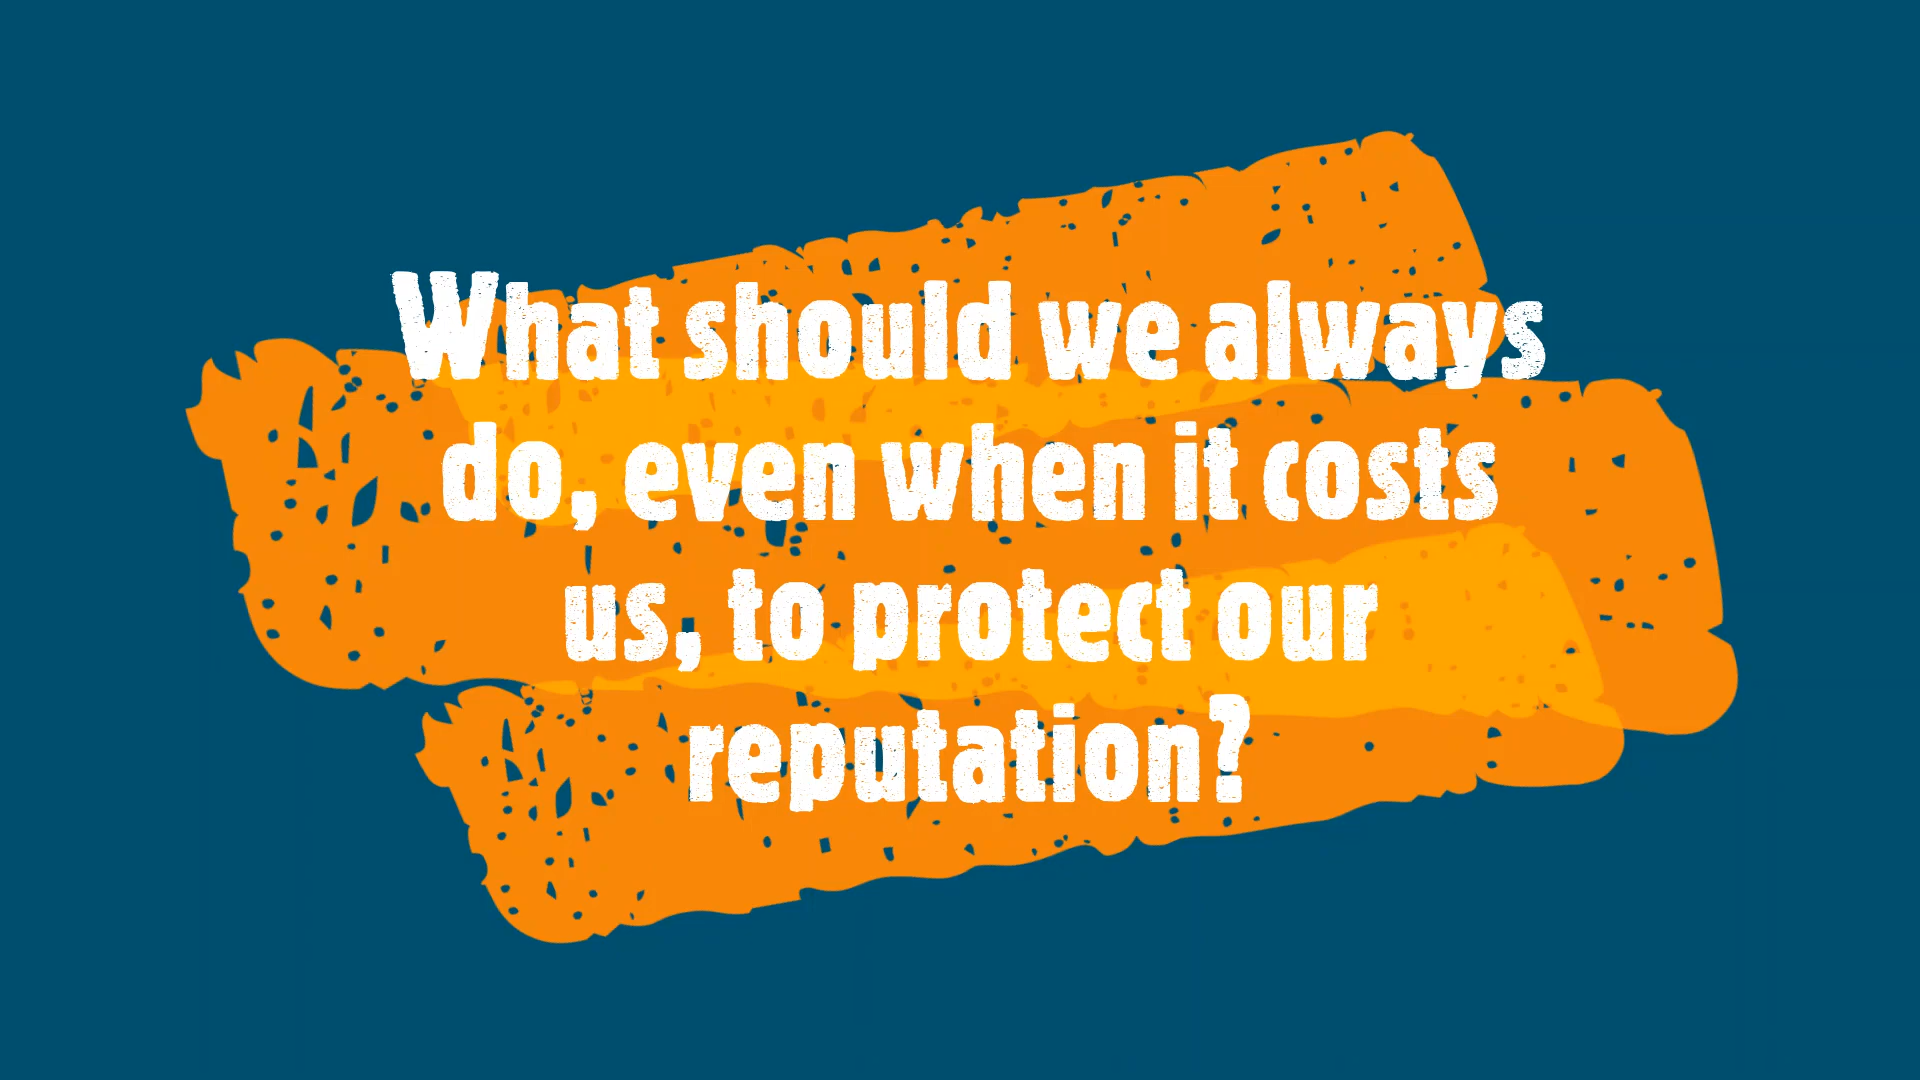 What should we always
do, even when it costs
us, to protect our
reputation?